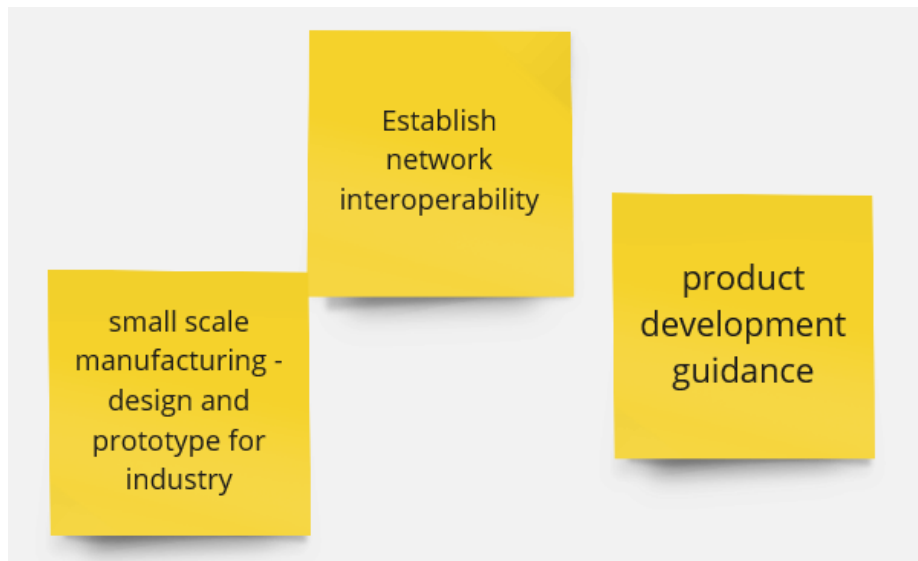 Establish
network
interoperability
small scale
manufacturing -
design and
prototype for
industry
product
development
guidance